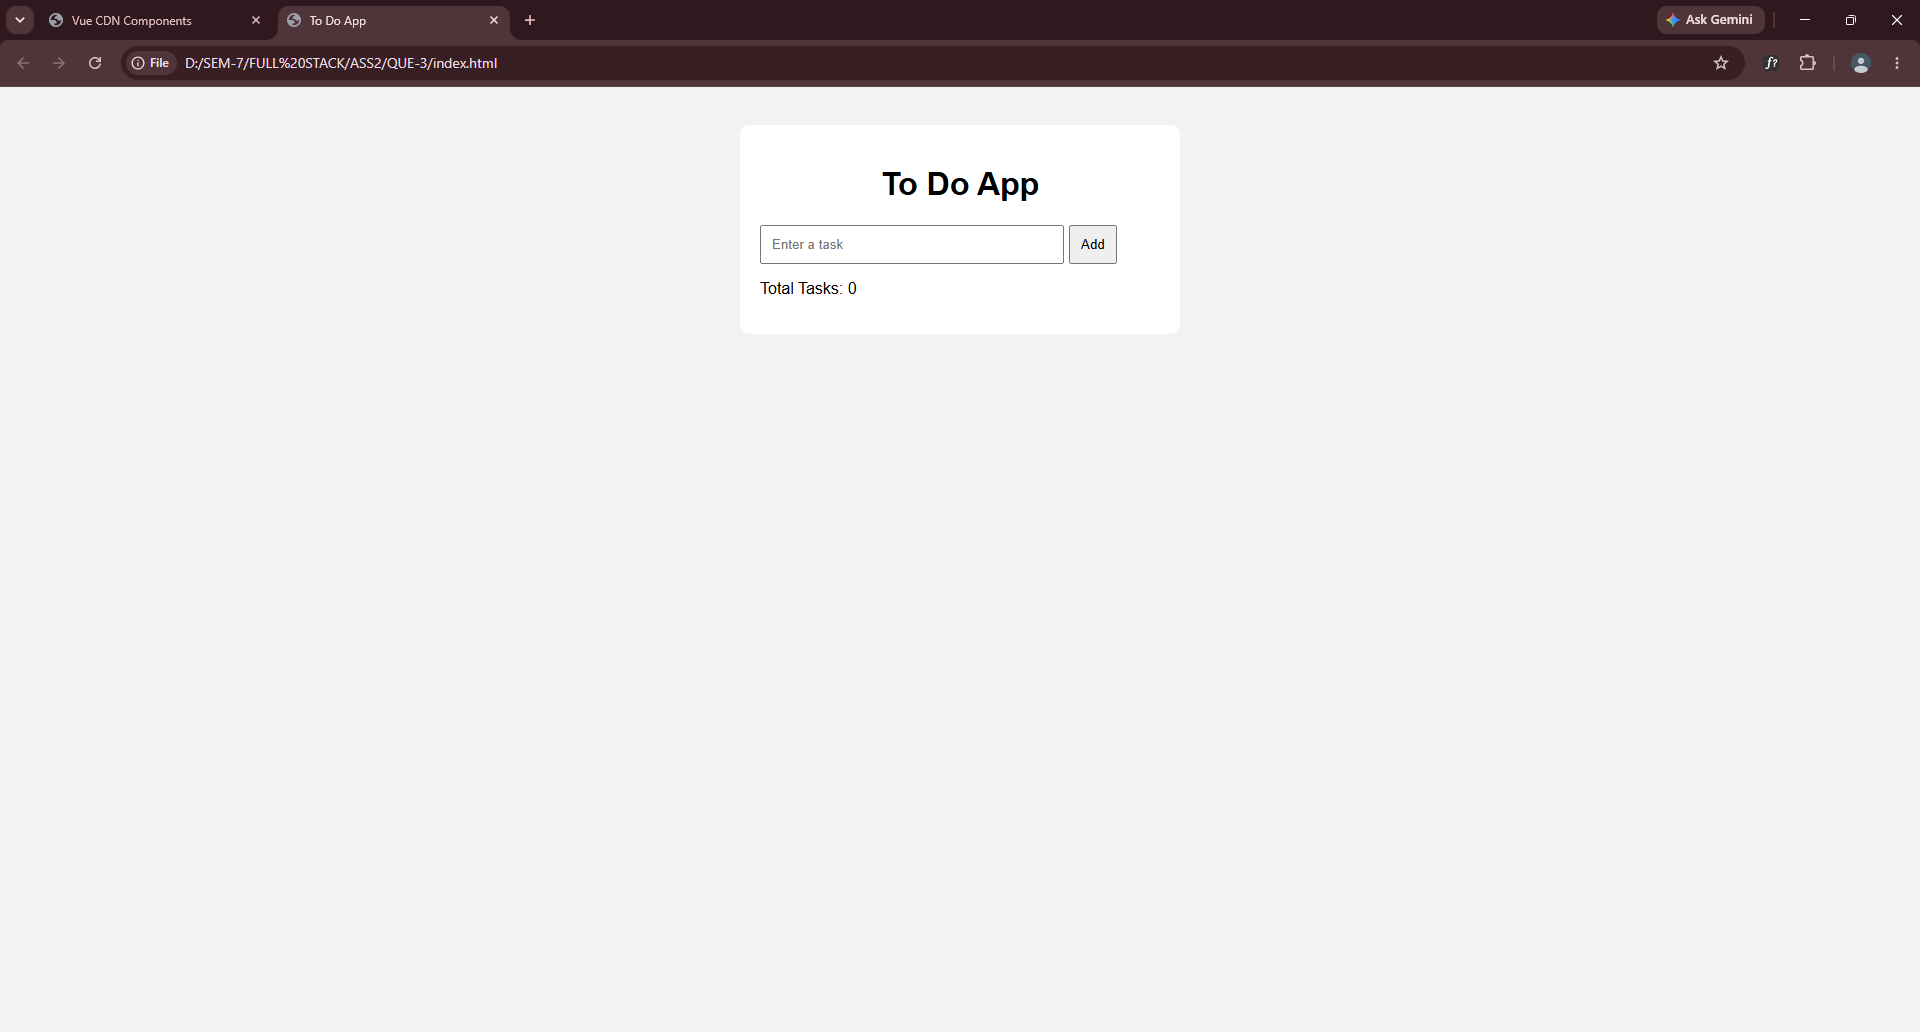 Vue CDN Components
To Do App
Ask Gemini
File
D:/SEM-7/FULL%20STACK/ASS2/QUE-3/index.html
f?
To Do App
Enter a task
Add
Total Tasks: 0